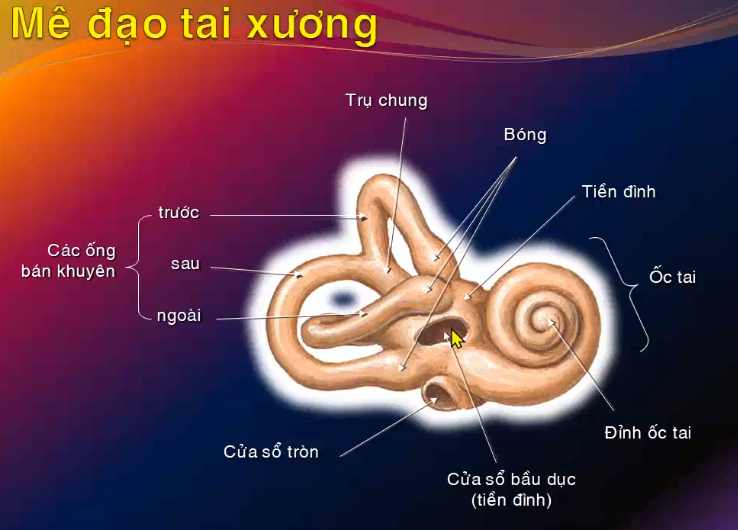 Mê đạo tai xương
Trụ chung
Bóng
Tiền đình
trước
Các ống
bán khuyên
sau
ngoài
Ốc tai
Đỉnh ốc tai
Cửa sổ tròn
Cửa sổ bầu dục
(tiền đình)